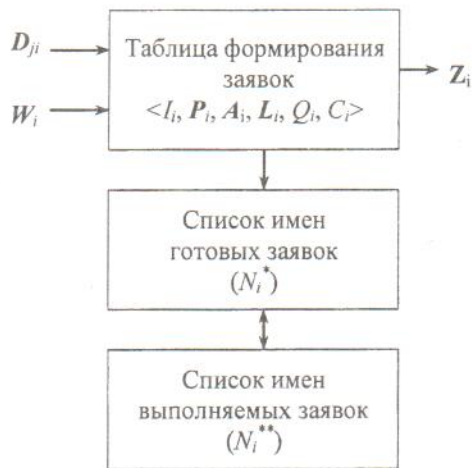 D_ji
W_i
Таблица формирования
заявок
<I_i, P_i, A_i, L_i, Q_i, C_i>
Z_i
Список имен
готовых заявок
(N_i^*)
Список имен
выполняемых заявок
(N_i^**)